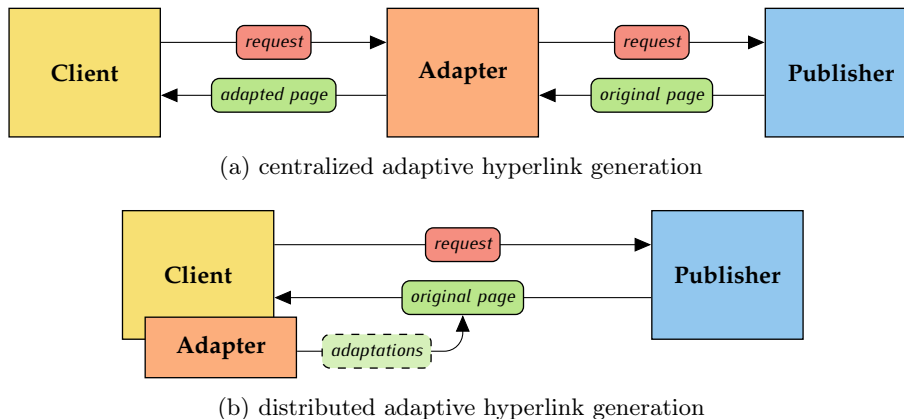 request
request
Client
Adapter
Publisher
adapted page
original page
(a) centralized adaptive hyperlink generation
request
Client
Publisher
original page
Adapter
adaptations
(b) distributed adaptive hyperlink generation